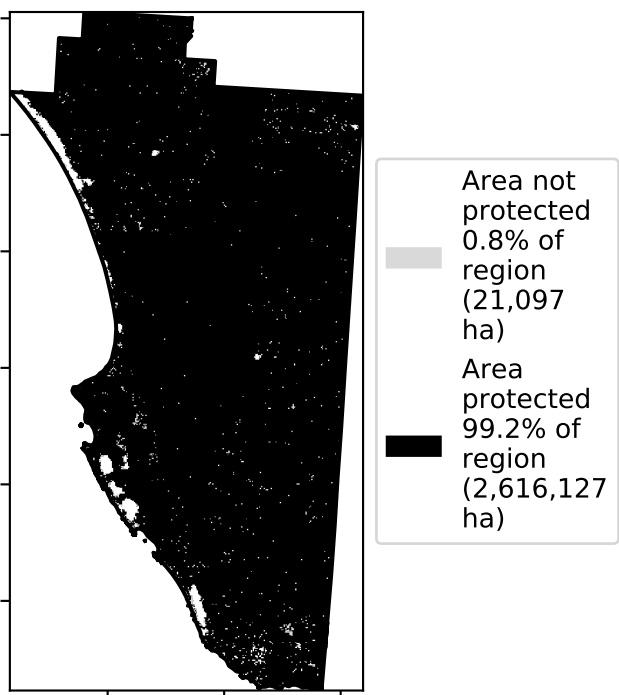 Area not
protected
0.8% of
region
(21,097
ha)
Area
protected
99.2% of
region
(2,616,127
ha)